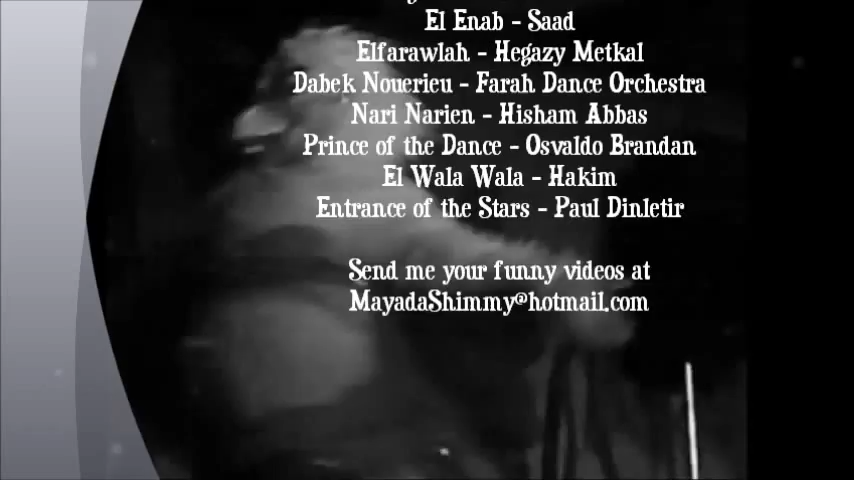 El Enab - Saad
Elfarawlah - Hegazy Metkal
Dabek Nouerieu - Farah Dance Orchestra
Nari Narien - Hisham Abbas
Prince of the Dance - Osvaldo Brandan
El Wala Wala - Hakim
Entrance of the Stars - Paul Dinletir
Send me your funny videos at
MayadaShimmy@hotmail.com